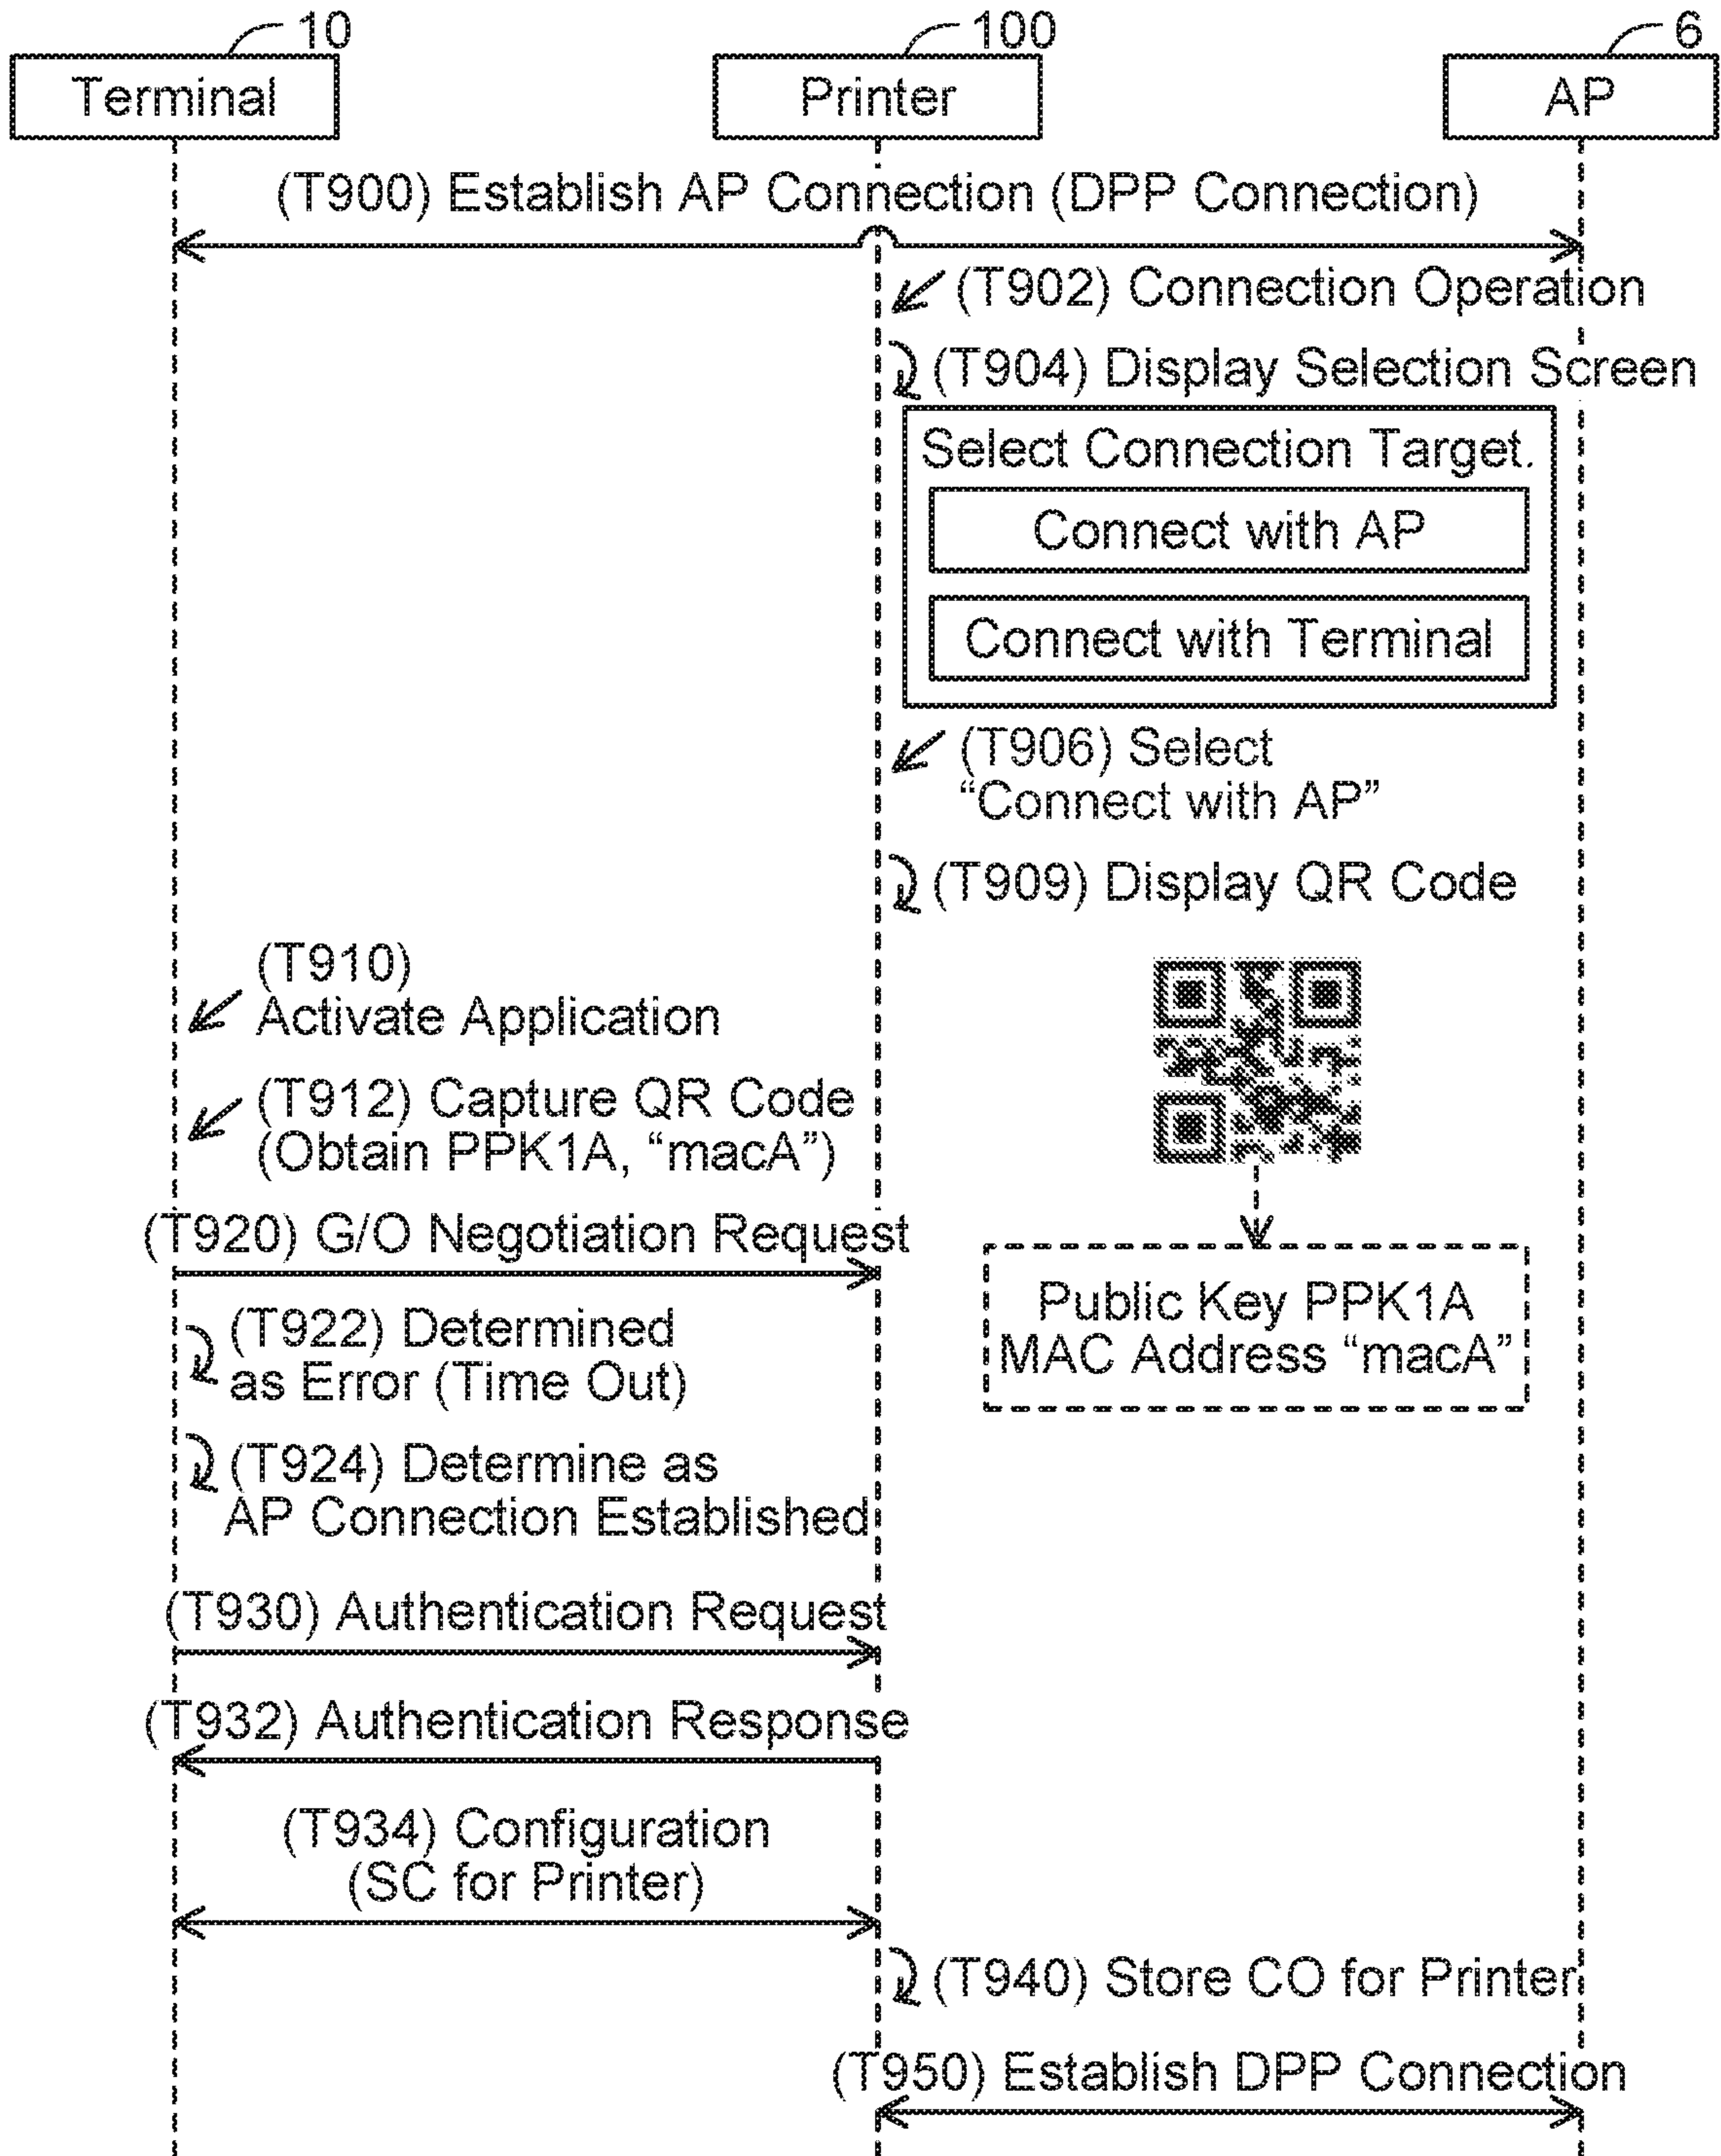 10
100
6
Terminal
Printer
AP
(T900) Establish AP Connection (DPP Connection)
(T902) Connection Operation
(T904) Display Selection Screen
Select Connection Target.
Connect with AP
Connect with Terminal
(T906) Select
“Connect with AP”
(T909) Display QR Code
(T910)
Activate Application
(T912) Capture QR Code
(Obtain PPK1A, “macA”)
(T920) G/O Negotiation Request
Public Key PPK1A
MAC Address “macA”
(T922) Determined
as Error (Time Out)
(T924) Determine as
AP Connection Established
(T930) Authentication Request
(T932) Authentication Response
(T934) Configuration
(SC for Printer)
(T940) Store CO for Printer
(T950) Establish DPP Connection